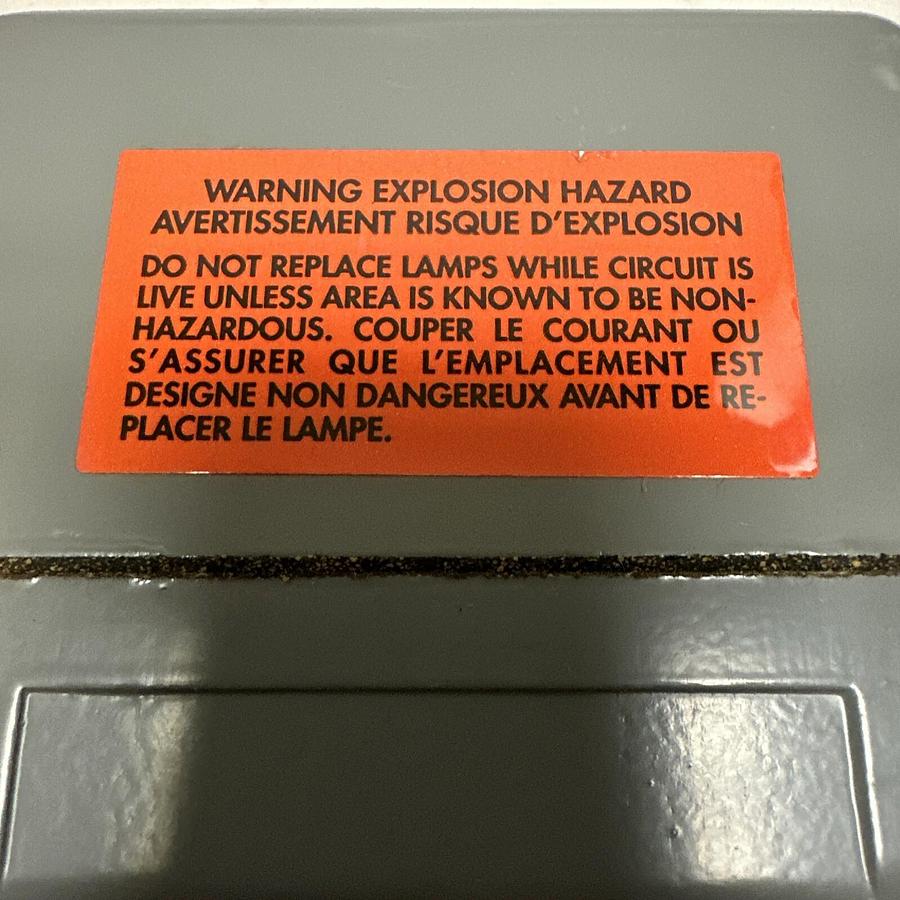 WARNING EXPLOSION HAZARD
AVERTISSEMENT RISQUE D'EXPLOSION
DO NOT REPLACE LAMPS WHILE CIRCUIT IS
LIVE UNLESS AREA IS KNOWN TO BE NON-
HAZARDOUS. COUPER LE COURANT OU
S'ASSURER QUE L'EMPLACEMENT EST
DESIGNE NON DANGEREUX AVANT DE RE-
PLACER LE LAMPE.